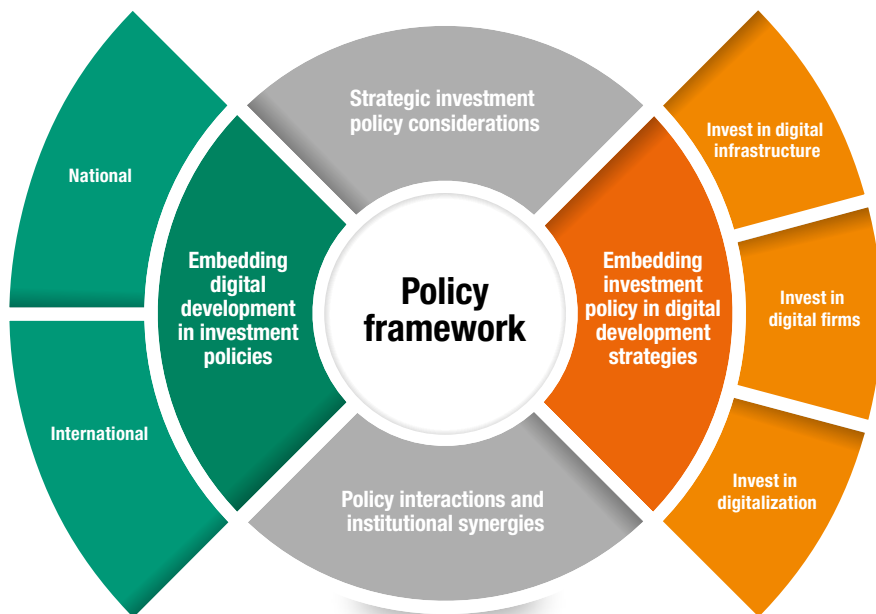 Strategic investment
policy considerations
National
International
Embedding
digital
development
in investment
policies
Policy
framework
Embedding
investment
policy in digital
development
strategies
Invest in digital
infrastructure
Invest in
digital firms
Invest in
digitalization
Policy interactions and
institutional synergies